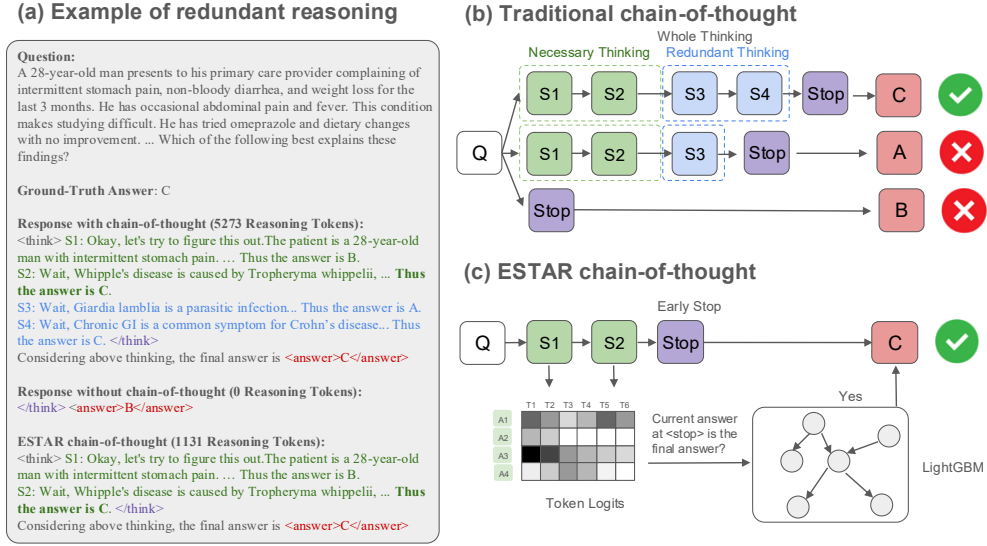 (a) Example of redundant reasoning
Question:
A 28-year-old man presents to his primary care provider complaining of
intermittent stomach pain, non-bloody diarrhea, and weight loss for the
last 3 months. He has occasional abdominal pain and fever. This condition
makes studying difficult. He has tried omeprazole and dietary changes
with no improvement. ... Which of the following best explains these
findings?
Ground-Truth Answer: C
Response with chain-of-thought (5273 Reasoning Tokens):
<think> S1: Okay, let's try to figure this out.The patient is a 28-year-old
man with intermittent stomach pain. … Thus the answer is B.
S2: Wait, Whipple's disease is caused by Tropheryma whippelii, ... Thus
the answer is C.
S3: Wait, Giardia lamblia is a parasitic infection... Thus the answer is A.
S4: Wait, Chronic GI is a common symptom for Crohn's disease... Thus
the answer is C. </think>
Considering above thinking, the final answer is <answer>C</answer>
Response without chain-of-thought (0 Reasoning Tokens):
</think> <answer>B</answer>
ESTAR chain-of-thought (1131 Reasoning Tokens):
<think> S1: Okay, let's try to figure this out.The patient is a 28-year-old
man with intermittent stomach pain. … Thus the answer is B.
S2: Wait, Whipple's disease is caused by Tropheryma whippelii, ... Thus
the answer is C. </think>
Considering above thinking, the final answer is <answer>C</answer>
(b) Traditional chain-of-thought
Whole Thinking
Necessary Thinking Redundant Thinking
S1 S2 S3 S4 Stop C
Q S1 S2 S3 Stop A
Stop B
(c) ESTAR chain-of-thought
Early Stop
Q S1 S2 Stop C
T1 T2 T3 T4 T5 T6
A1
A2
A3
A4
Token Logits
Current answer
at <stop> is the
final answer?
Yes
LightGBM